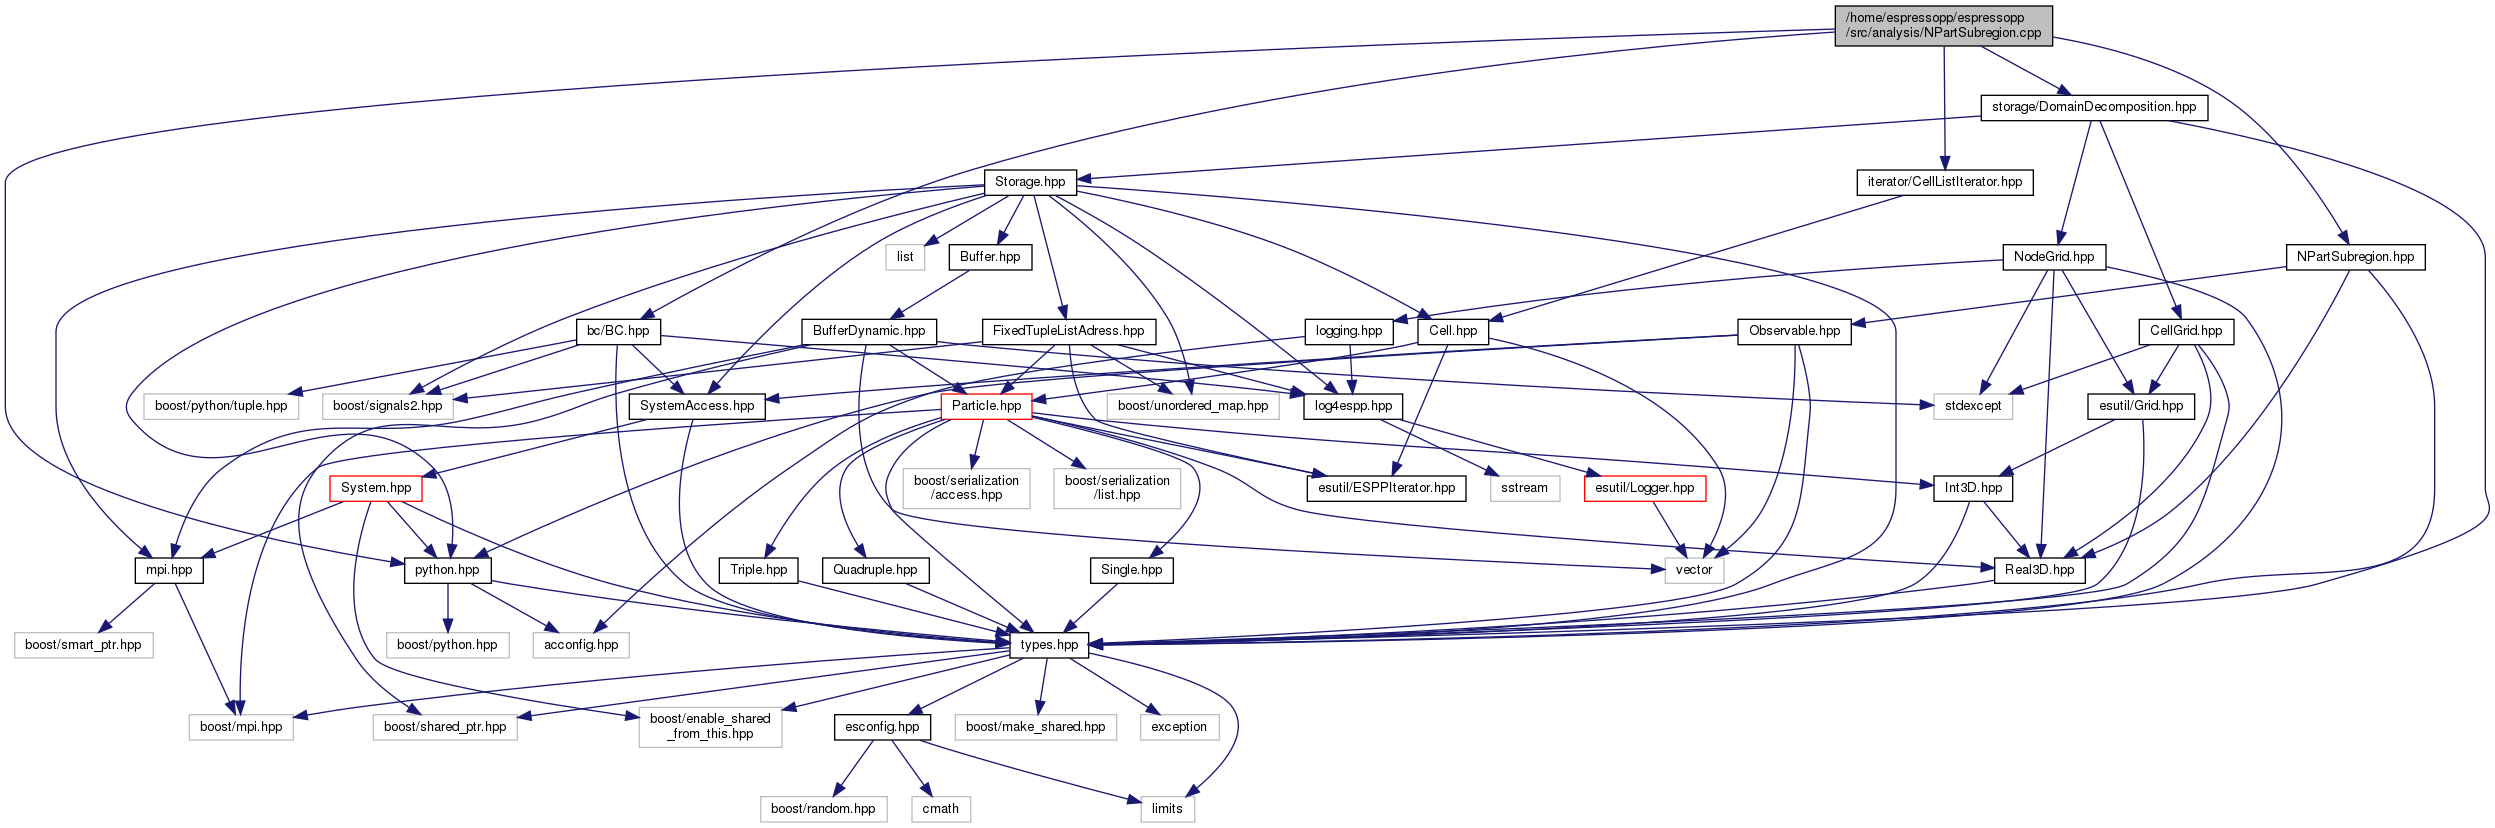 /home/espressopp/espressopp
/src/analysis/NPartSubregion.cpp
storage/DomainDecomposition.hpp
Storage.hpp
iterator/CellListIterator.hpp
list
Buffer.hpp
NodeGrid.hpp
NPartSubregion.hpp
bc/BC.hpp
BufferDynamic.hpp
FixedTupleListAdress.hpp
logging.hpp
Cell.hpp
Observable.hpp
CellGrid.hpp
boost/python/tuple.hpp
boost/signals2.hpp
SystemAccess.hpp
Particle.hpp
boost/unordered_map.hpp
log4espp.hpp
stdexcept
esutil/Grid.hpp
System.hpp
boost/serialization
/access.hpp
boost/serialization
/list.hpp
esutil/ESPPIterator.hpp
sstream
esutil/Logger.hpp
Int3D.hpp
mpi.hpp
python.hpp
Triple.hpp
Quadruple.hpp
Single.hpp
vector
Real3D.hpp
boost/smart_ptr.hpp
boost/python.hpp
acconfig.hpp
types.hpp
boost/mpi.hpp
boost/shared_ptr.hpp
boost/enable_shared
_from_this.hpp
esconfig.hpp
boost/make_shared.hpp
exception
boost/random.hpp
cmath
limits